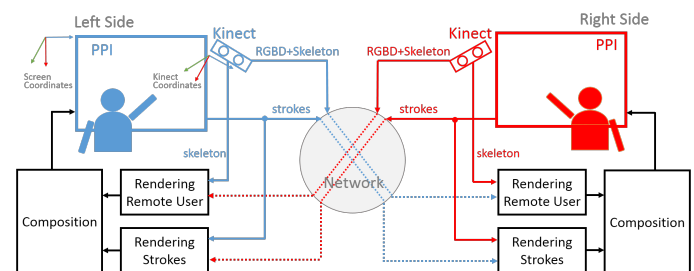 Left Side
Right Side
Kinect
Kinect
PPI
PPI
RGBD+Skeleton
RGBD+Skeleton
Screen
Coordinates
Kinect
Coordinates
strokes
strokes
skeleton
skeleton
Network
Rendering
Remote User
Rendering
Remote User
Composition
Composition
Rendering
Strokes
Rendering
Strokes